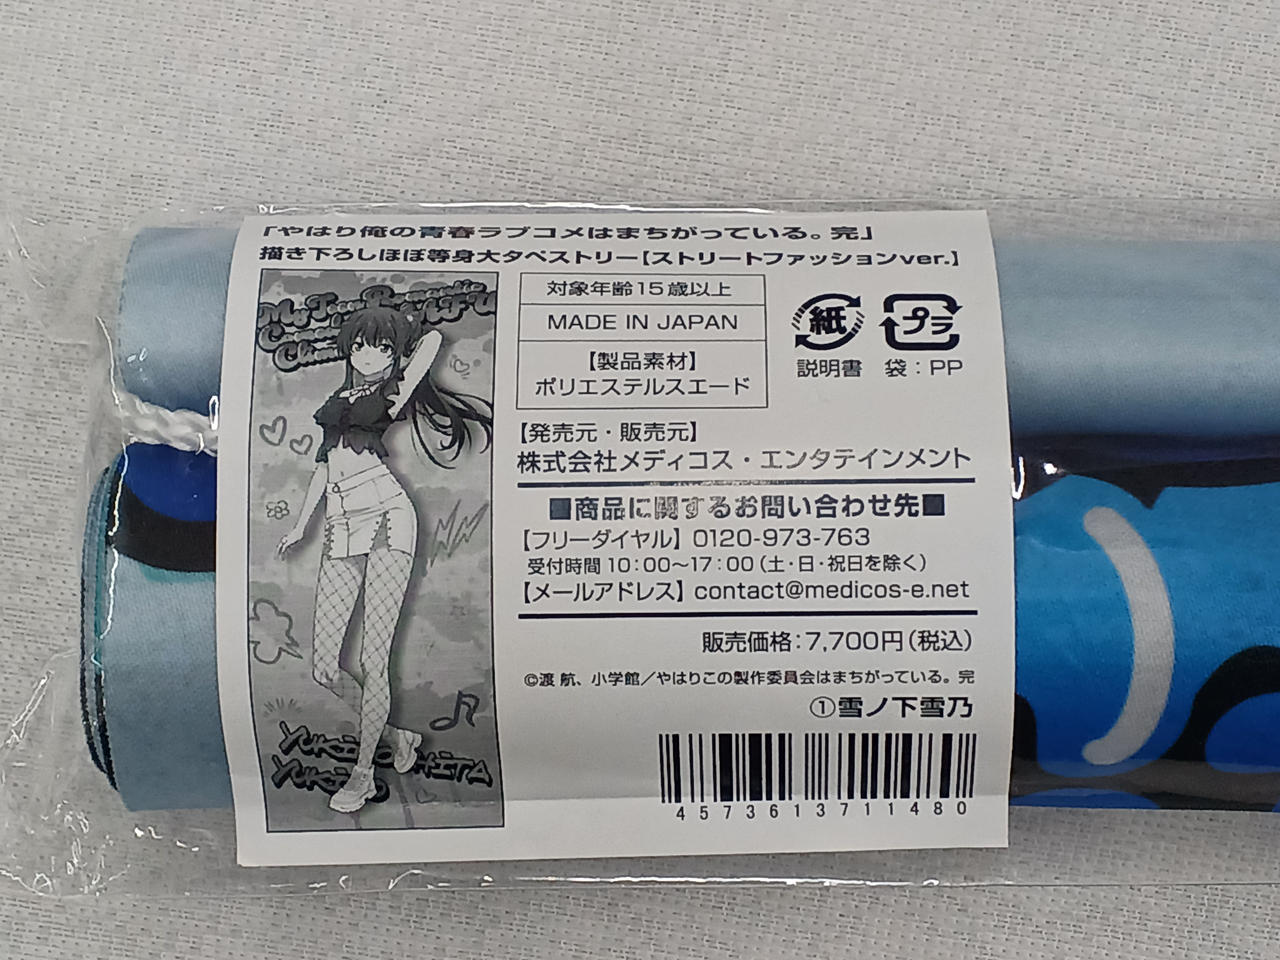 「やはり俺の青春ラブコメはまちがっている。完」
描き下ろしほぼ等身大タペストリー【ストリートファッションver.】
My Teen Romantic
対象年齢15歳以上
MADE IN JAPAN
【製品素材】
ポリエステルスエード
紙
説明書
プラ
袋：PP
【発売元・販売元】
株式会社メディコス・エンタテインメント
■商品に関するお問い合わせ先■
【フリーダイヤル】0120-973-763
受付時間10：00～17：00（土・日・祝日を除く）
【メールアドレス】contact@medicos-e.net
販売価格：7,700円（税込）
©渡 航、小学館／やはりこの製作委員会はまちがっている。完
①雪ノ下雪乃
4573613711480